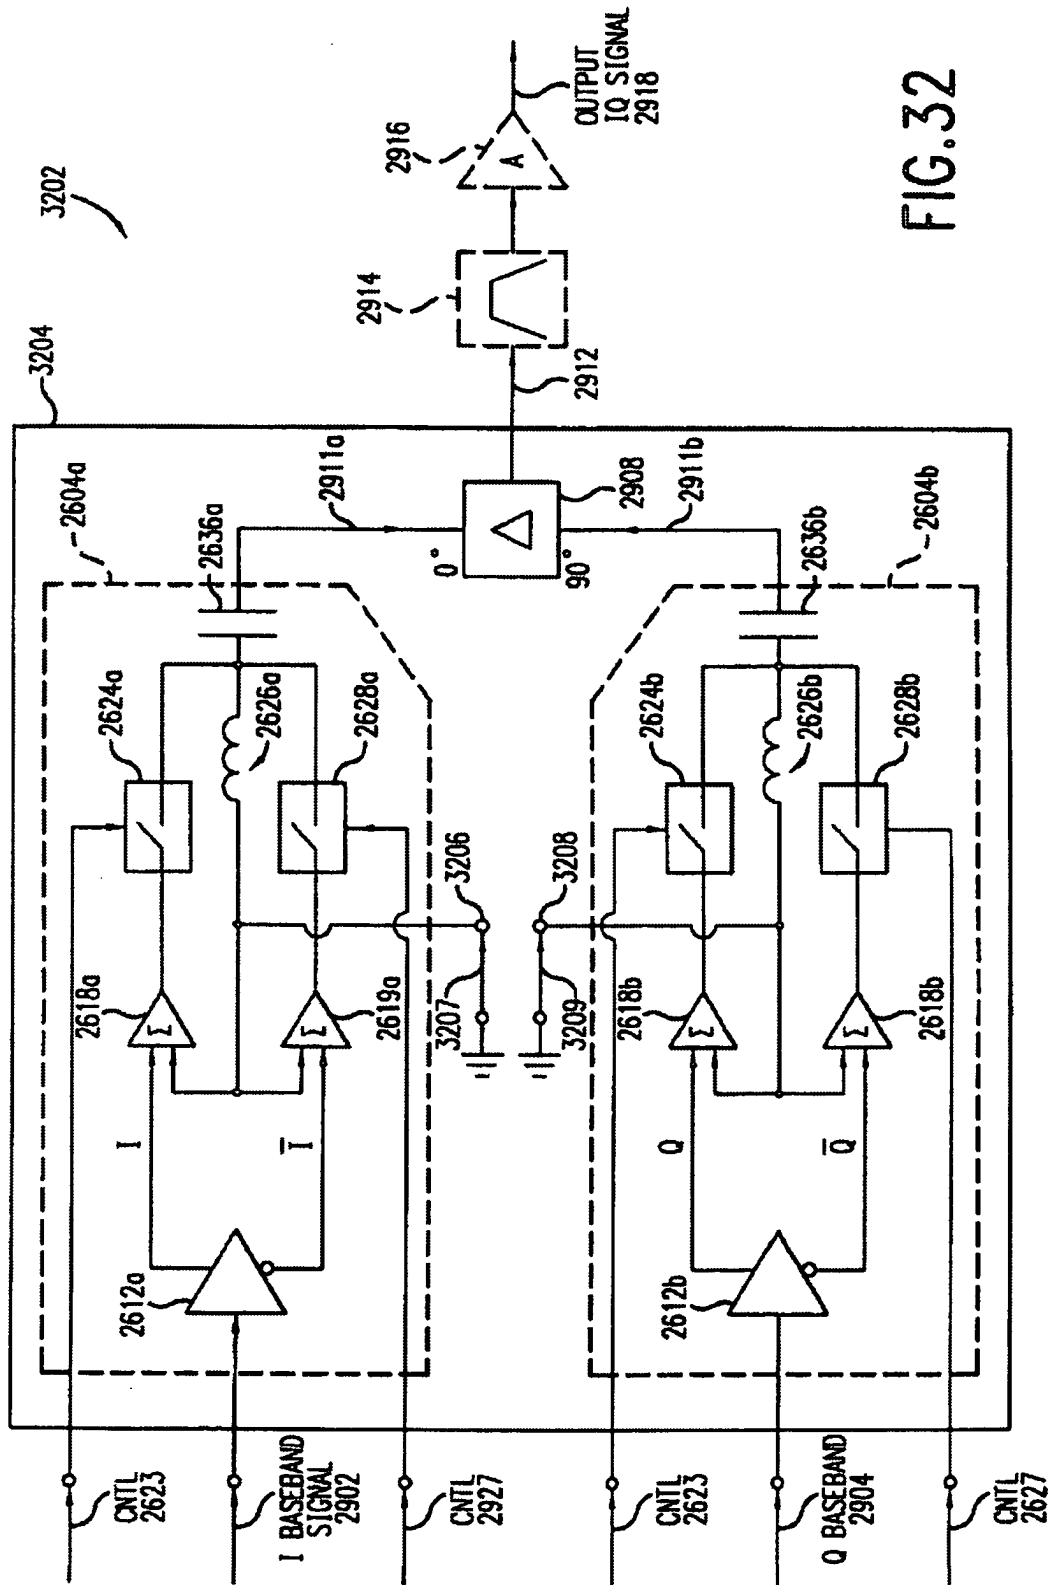 3202
3204
2604a
2636a
2911a
2624a
2626a
2628a
2618a
2619a
I
I̅
2612a
CNTL
2623
I BASEBAND
SIGNAL
2902
CNTL
2927
Σ
Σ
0°
90°
2908
2911b
2912
2914
2916
A
OUTPUT
IQ SIGNAL
2918
3206
3207
3208
3209
2604b
2636b
2624b
2626b
2628b
2618b
2618b
Σ
Σ
Q
Q̅
2612b
CNTL
2623
Q BASEBAND
2904
CNTL
2627
FIG.32